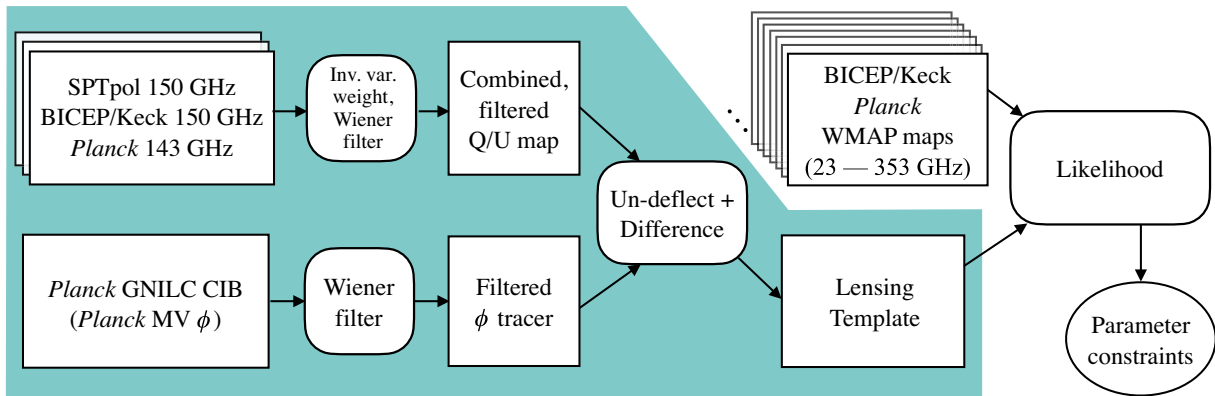 SPTpol 150 GHz
BICEP/Keck 150 GHz
Planck 143 GHz
Inv. var.
weight,
Wiener
filter
Combined,
filtered
Q/U map
Planck GNILC CIB
(Planck MV ϕ)
Wiener
filter
Filtered
ϕ tracer
Un-deflect +
Difference
Lensing
Template
BICEP/Keck
Planck
WMAP maps
(23 — 353 GHz)
Likelihood
Parameter
constraints